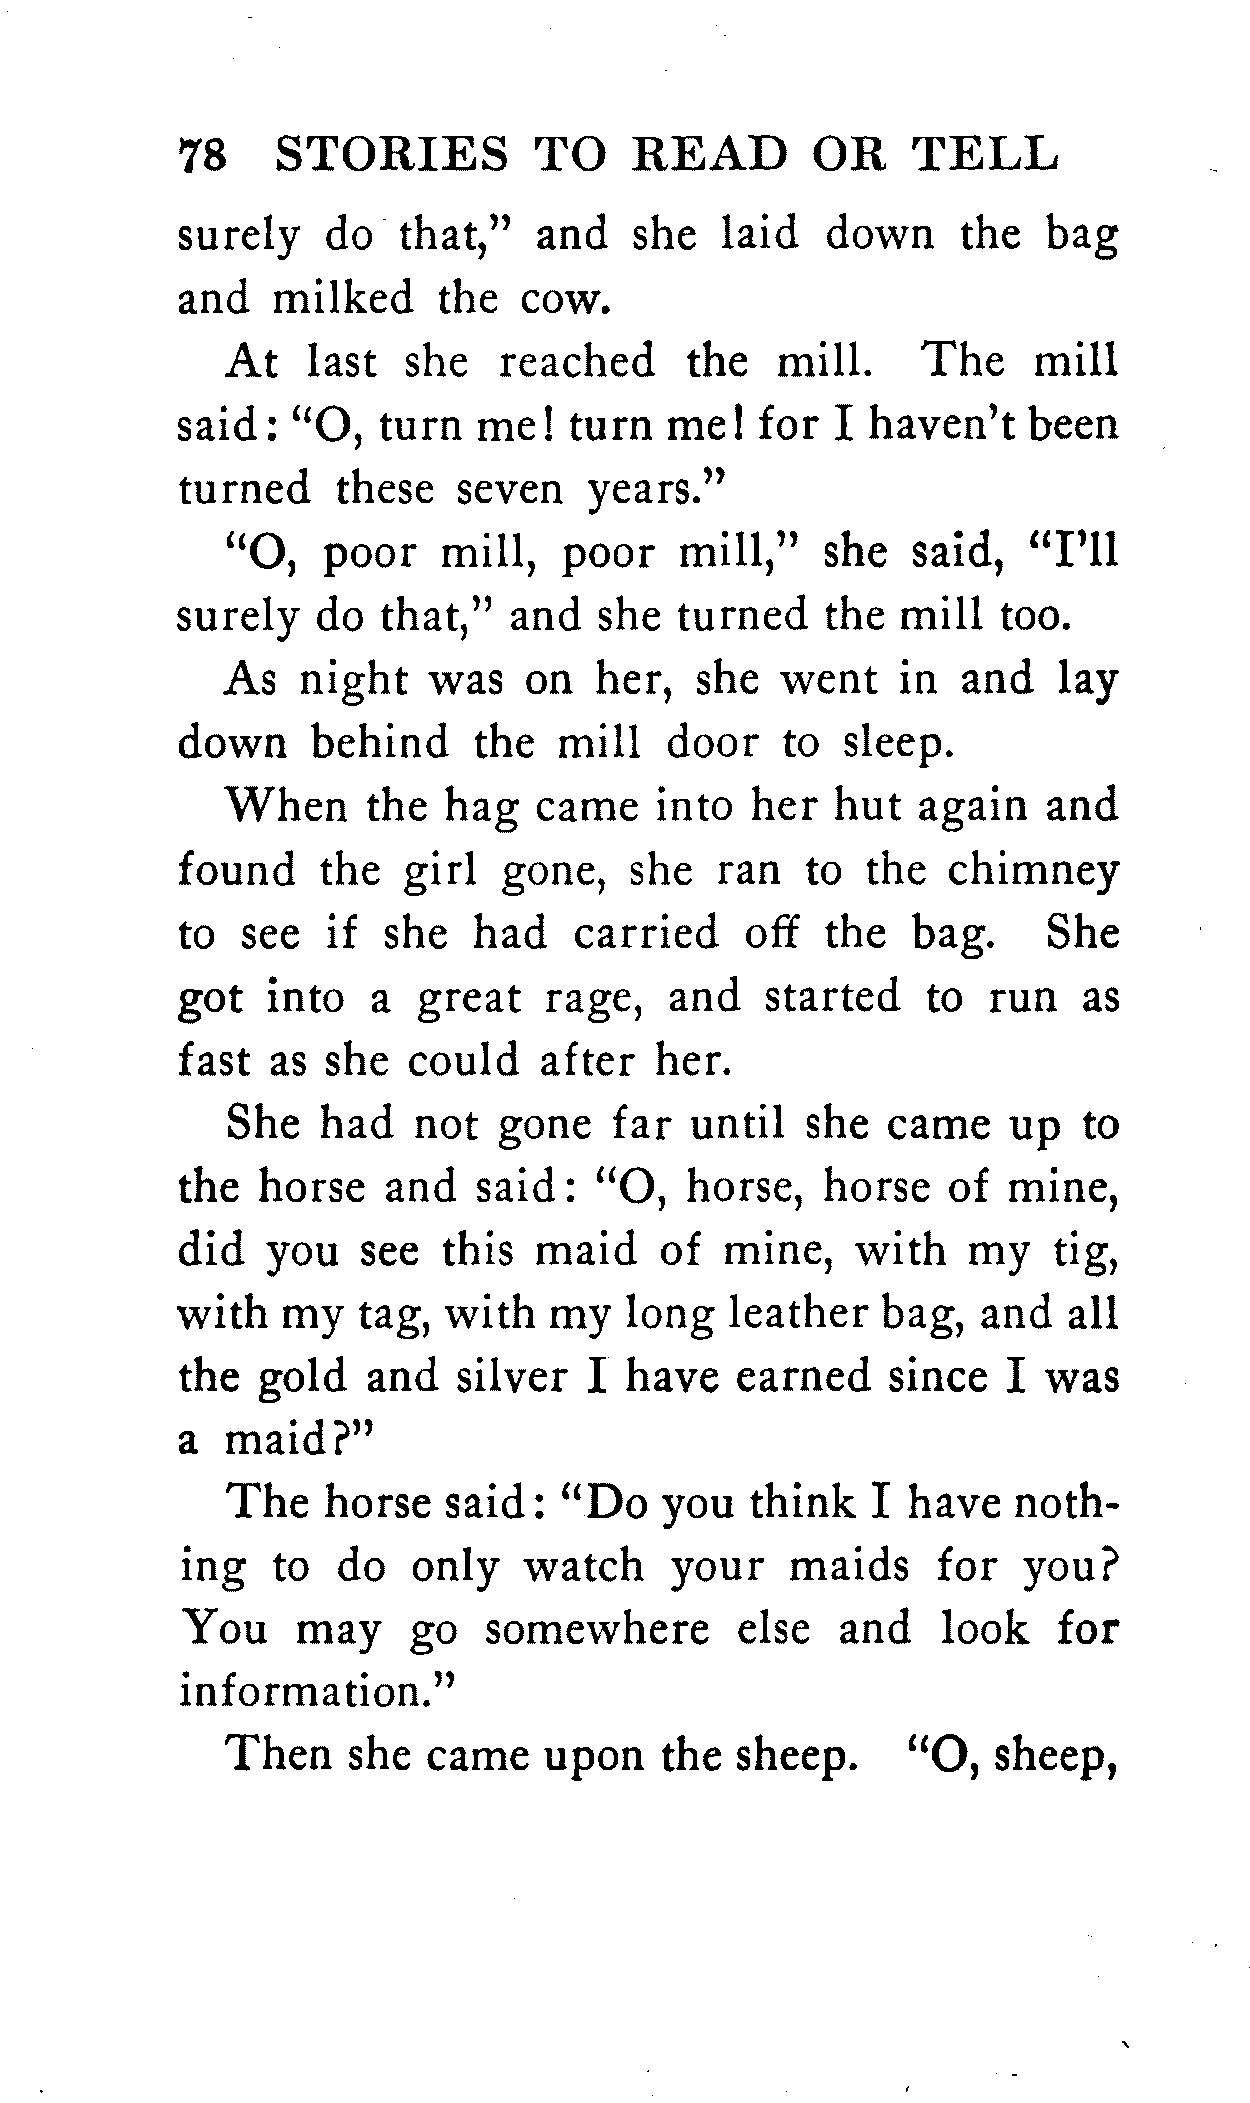 78 STORIES TO READ OR TELL
surely do that,” and she laid down the bag
and milked the cow.
At last she reached the mill. The mill
said: “O, turn me! turn me! for I haven’t been
turned these seven years.”
“O, poor mill, poor mill,” she said, “I’ll
surely do that,” and she turned the mill too.
As night was on her, she went in and lay
down behind the mill door to sleep.
When the hag came into her hut again and
found the girl gone, she ran to the chimney
to see if she had carried off the bag. She
got into a great rage, and started to run as
fast as she could after her.
She had not gone far until she came up to
the horse and said: “O, horse, horse of mine,
did you see this maid of mine, with my tig,
with my tag, with my long leather bag, and all
the gold and silver I have earned since I was
a maid?”
The horse said: “Do you think I have noth-
ing to do only watch your maids for you?
You may go somewhere else and look for
information.”
Then she came upon the sheep. “O, sheep,